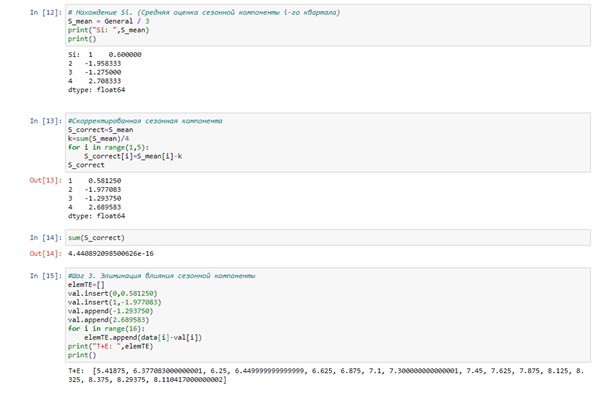 In [12]: # Нахождение Si. (Средняя оценка сезонной компоненты i-го квартала)
S_mean = General / 3
print("Si: ",S_mean)
print()
Si:  1    0.600000
2   -1.958333
3   -1.275000
4    2.708333
dtype: float64
In [13]: #Скорректированная сезонная компонента
S_correct=S_mean
k=sum(S_mean)/4
for i in range(1,5):
    S_correct[i]=S_mean[i]-k
S_correct
Out[13]: 1    0.581250
2   -1.977083
3   -1.293750
4    2.689583
dtype: float64
In [14]: sum(S_correct)
Out[14]: 4.440892098500626e-16
In [15]: #Шаг 3. Элиминация влияния сезонной компоненты
elemTE=[]
val.insert(0,0.581250)
val.insert(1,-1.977083)
val.append(-1.293750)
val.append(2.689583)
for i in range(16):
    elemTE.append(data[i]-val[i])
print("T+E: ",elemTE)
print()
T+E:  [5.41875, 6.377083000000001, 6.25, 6.449999999999999, 6.625, 6.875, 7.1, 7.300000000000001, 7.45, 7.625, 7.875, 8.125, 8.
325, 8.375, 8.29375, 8.110417000000002]